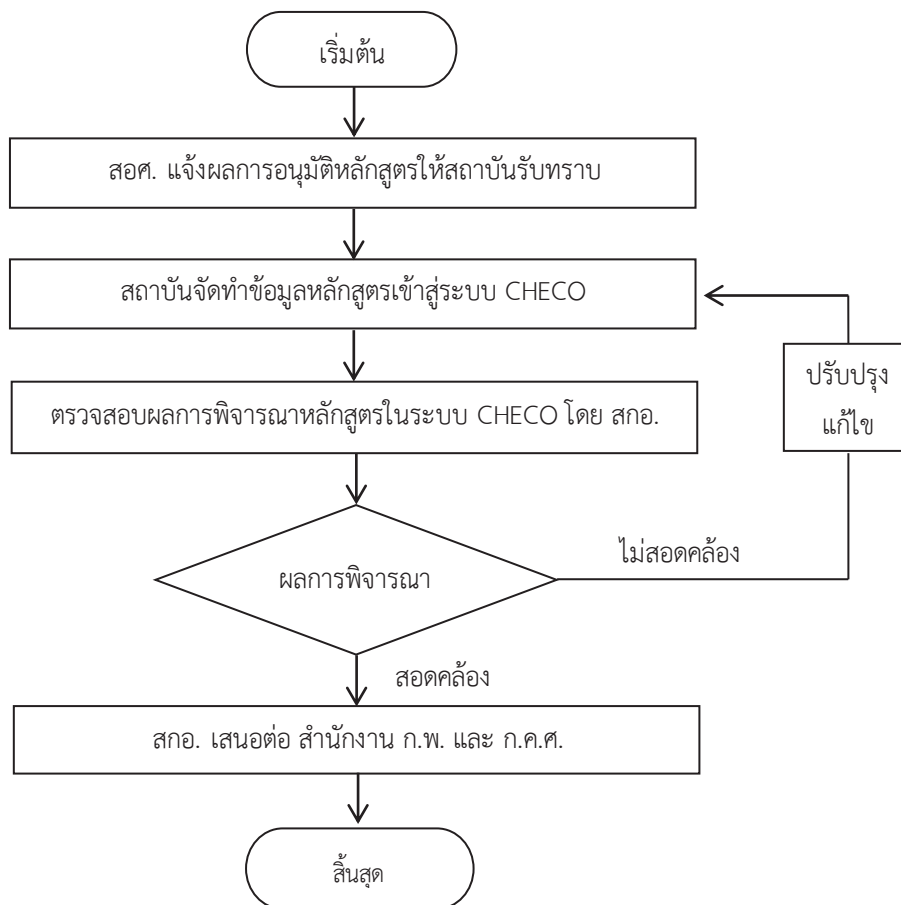 เริ่มต้น
สอศ. แจ้งผลการอนุมัติหลักสูตรให้สถาบันรับทราบ
สถาบันจัดทำข้อมูลหลักสูตรเข้าสู่ระบบ CHECO
ปรับปรุง
แก้ไข
ตรวจสอบผลการพิจารณาหลักสูตรในระบบ CHECO โดย สกอ.
ผลการพิจารณา
ไม่สอดคล้อง
สอดคล้อง
สกอ. เสนอต่อ สำนักงาน ก.พ. และ ก.ค.ศ.
สิ้นสุด